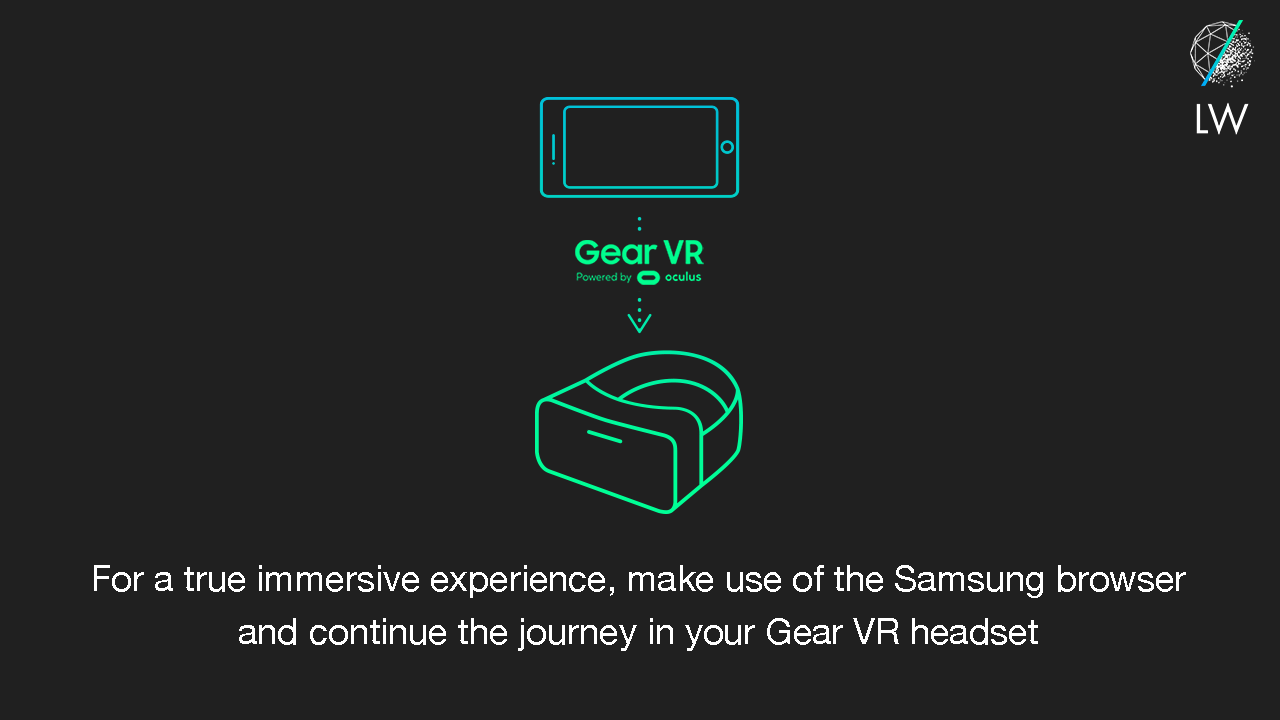 LW
Gear VR
Powered by oculus
For a true immersive experience, make use of the Samsung browser
and continue the journey in your Gear VR headset